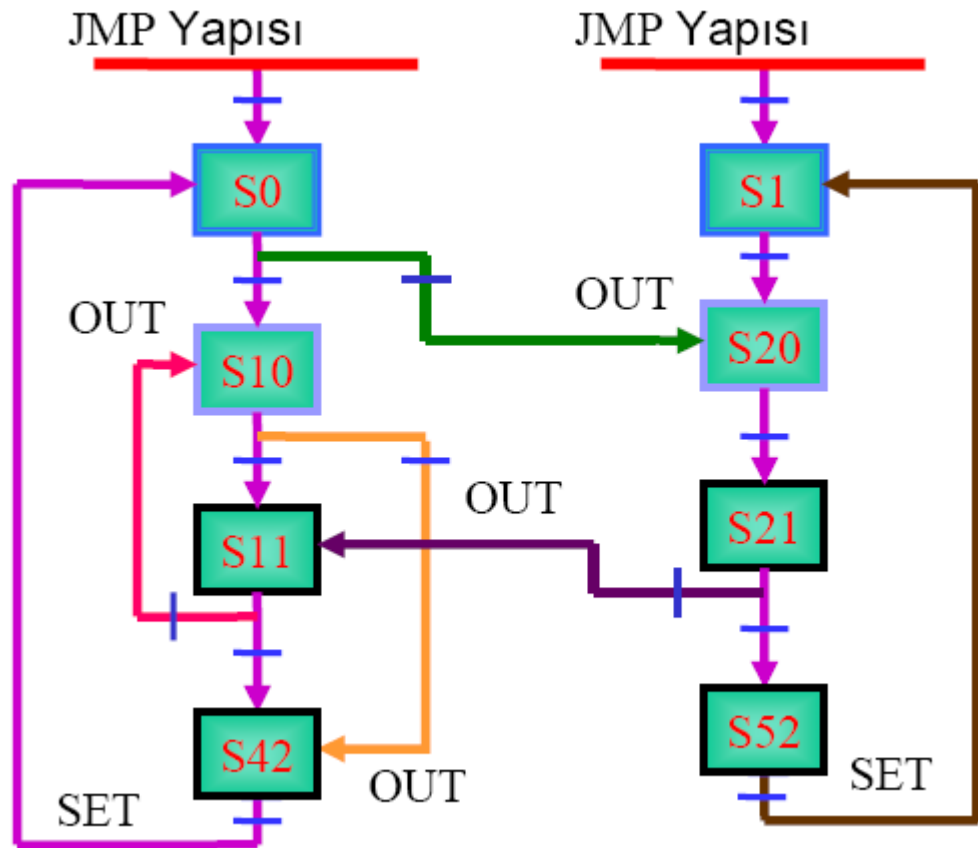 JMP Yapısı
JMP Yapısı
S0
S1
OUT
OUT
S10
S20
OUT
S11
S21
S42
S52
OUT
SET
SET